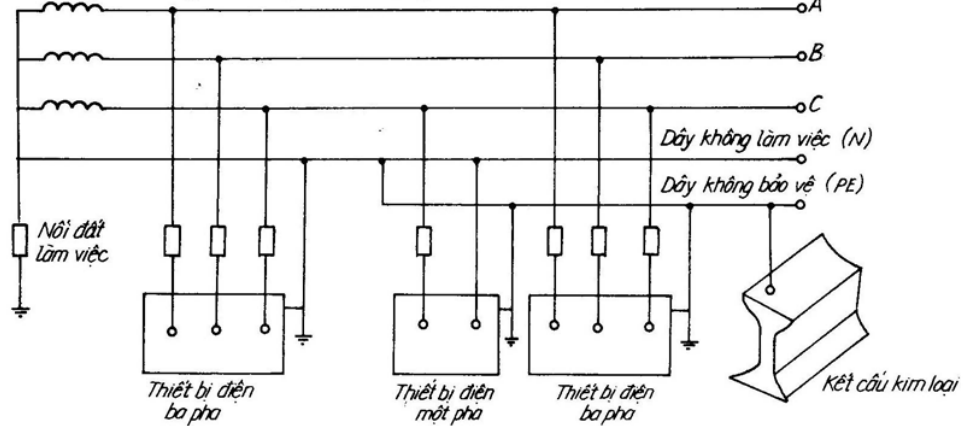 A
B
C
Dây không làm việc (N)
Dây không bảo vệ (PE)
Nối đất
làm việc
Thiết bị điện
ba pha
Thiết bị điện
một pha
Thiết bị điện
ba pha
Kết cấu kim loại